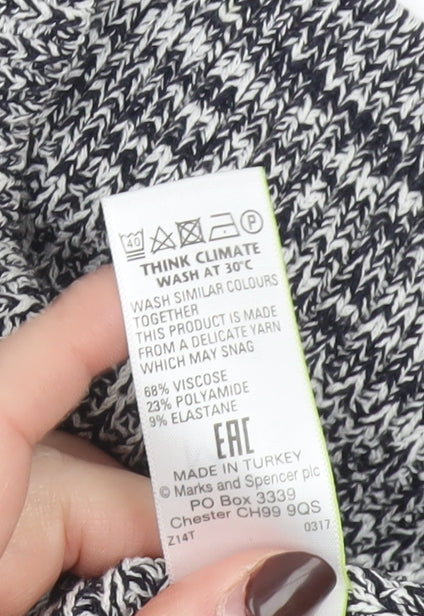 40 P
THINK CLIMATE
WASH AT 30°C
WASH SIMILAR COLOURS
TOGETHER
THIS PRODUCT IS MADE
FROM A DELICATE YARN
WHICH MAY SNAG
68% VISCOSE
23% POLYAMIDE
9% ELASTANE
EAC
MADE IN TURKEY
© Marks and Spencer plc
PO Box 3339
Chester CH99 9QS
Z14T 0317